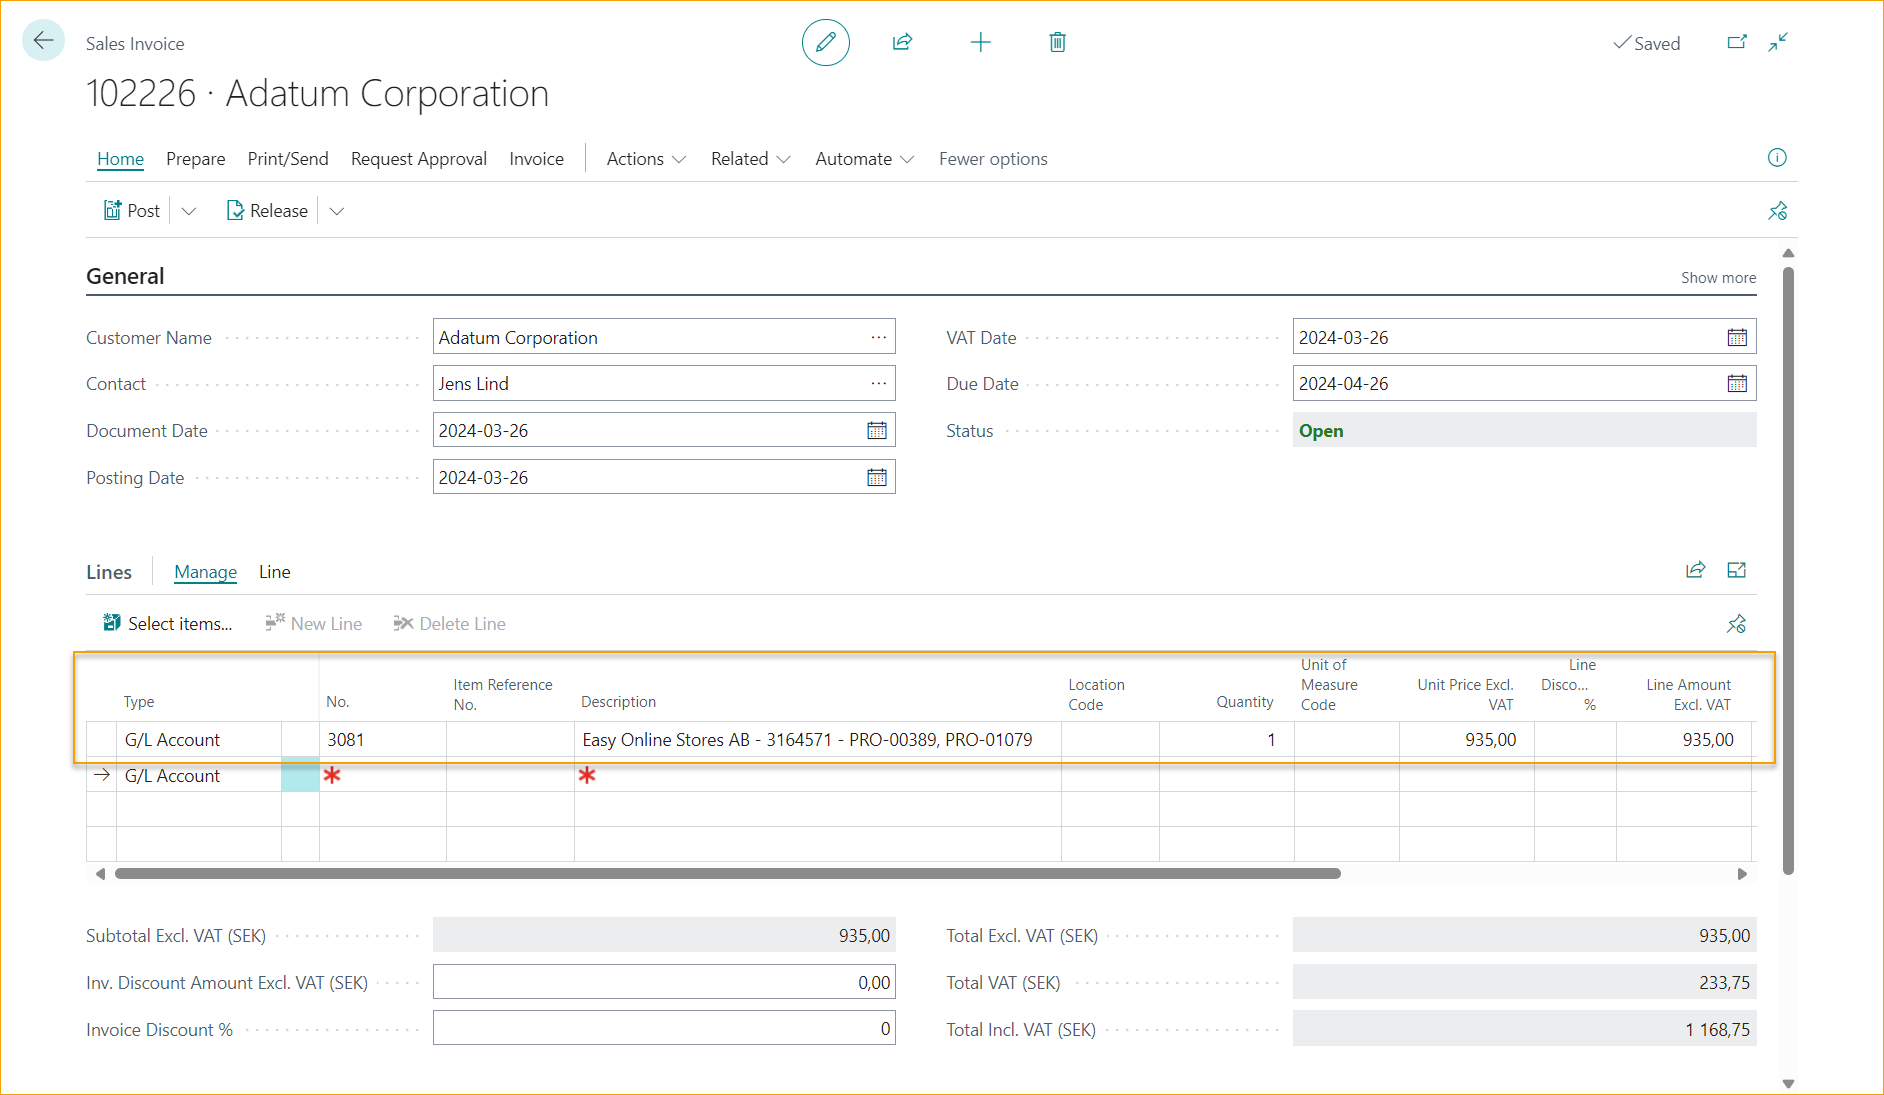 Sales Invoice
Saved
102226 · Adatum Corporation
Home Prepare Print/Send Request Approval Invoice Actions Related Automate Fewer options
Post Release
General
Show more
Customer Name Adatum Corporation
VAT Date 2024-03-26
Contact Jens Lind
Due Date 2024-04-26
Document Date 2024-03-26
Status Open
Posting Date 2024-03-26
Lines Manage Line
Select items... New Line Delete Line
Type
No.
Item Reference No.
Description
Location Code
Quantity
Unit of Measure Code
Unit Price Excl. VAT
Line Disco... %
Line Amount Excl. VAT
G/L Account 3081 Easy Online Stores AB - 3164571 - PRO-00389, PRO-01079 1 935,00 935,00
G/L Account * *
Subtotal Excl. VAT (SEK) 935,00
Total Excl. VAT (SEK) 935,00
Inv. Discount Amount Excl. VAT (SEK) 0,00
Total VAT (SEK) 233,75
Invoice Discount % 0
Total Incl. VAT (SEK) 1 168,75